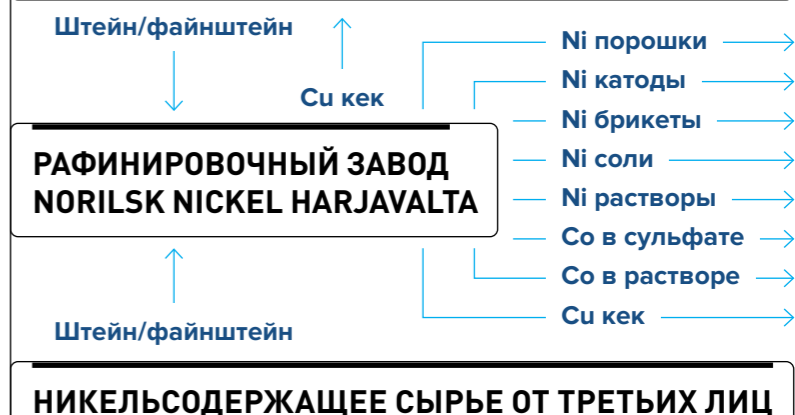 Штейн/файнштейн
Cu кек
РАФИНИРОВОЧНЫЙ ЗАВОД
NORILSK NICKEL HARJAVALTA
Ni порошки
Ni катоды
Ni брикеты
Ni соли
Ni растворы
Co в сульфате
Co в растворе
Cu кек
Штейн/файнштейн
НИКЕЛЬСОДЕРЖАЩЕЕ СЫРЬЕ ОТ ТРЕТЬИХ ЛИЦ